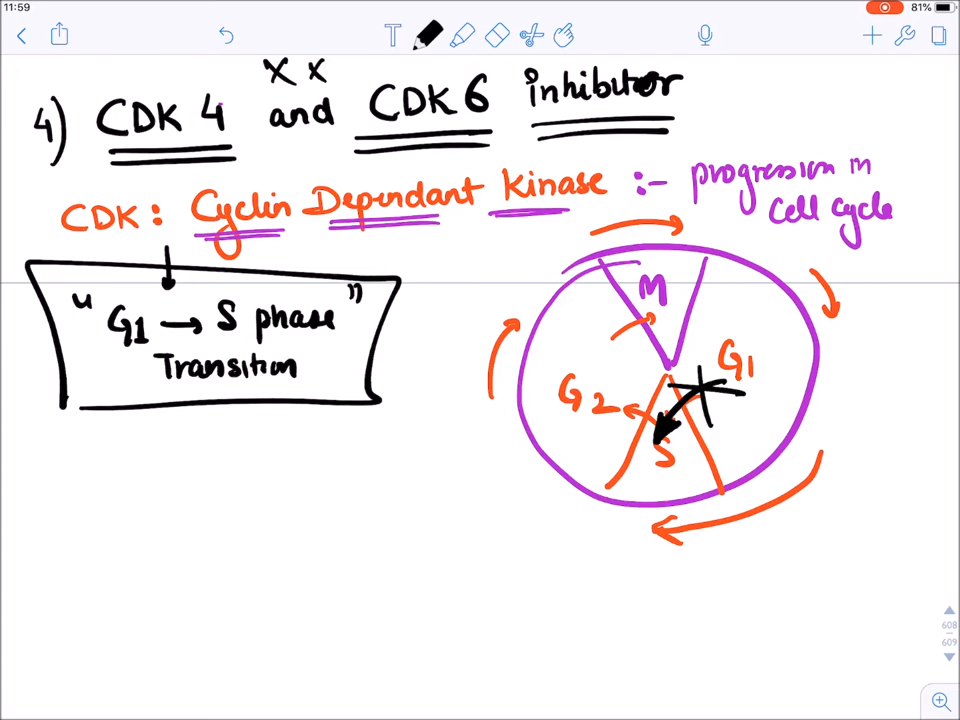 11:59
81%
T
x x
4) CDK 4 and CDK 6 inhibitor
CDK: Cyclin Dependant Kinase :- progression in
cell cycle
"G1 → S phase"
Transition
M
G1
G2
S
608
609